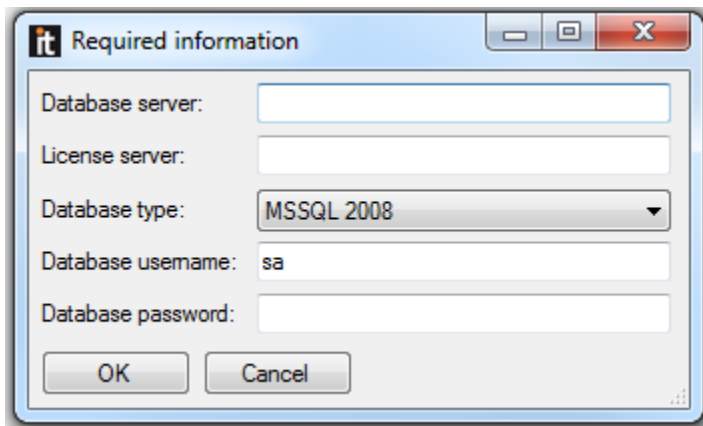 it Required information
Database server:
License server:
Database type: MSSQL 2008
Database username: sa
Database password:
OK Cancel